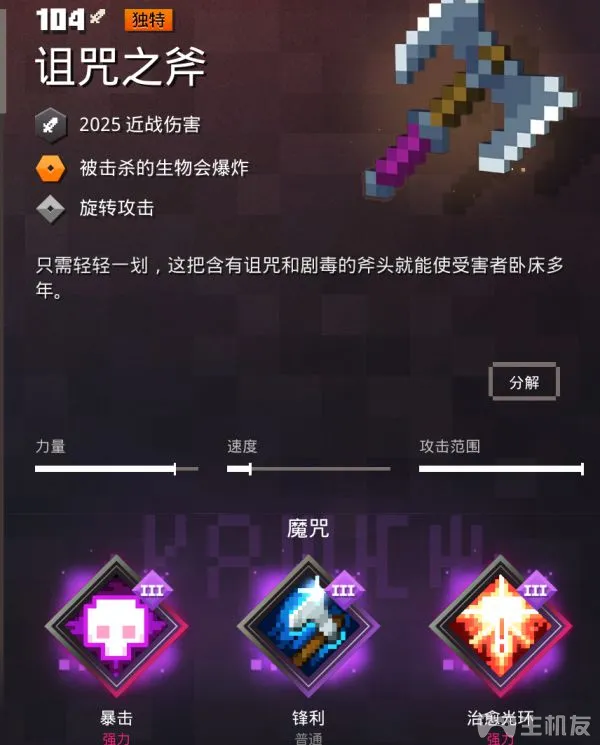 104 独特
诅咒之斧
2025 近战伤害
被击杀的生物会爆炸
旋转攻击
只需轻轻一划，这把含有诅咒和剧毒的斧头就能使受害者卧床多
年。
分解
力量 速度 攻击范围
魔咒
III III III
暴击 锋利 治愈光环
强力 普通 强力
主机友